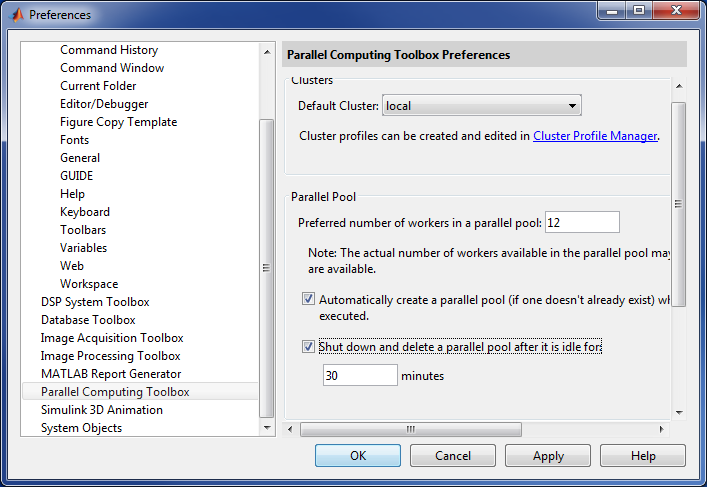 Preferences
Command History
Command Window
Current Folder
Editor/Debugger
Figure Copy Template
Fonts
General
GUIDE
Help
Keyboard
Toolbars
Variables
Web
Workspace
DSP System Toolbox
Database Toolbox
Image Acquisition Toolbox
Image Processing Toolbox
MATLAB Report Generator
Parallel Computing Toolbox
Simulink 3D Animation
System Objects
Parallel Computing Toolbox Preferences
Clusters
Default Cluster: local
Cluster profiles can be created and edited in Cluster Profile Manager.
Parallel Pool
Preferred number of workers in a parallel pool: 12
Note: The actual number of workers available in the parallel pool may
are available.
Automatically create a parallel pool (if one doesn't already exist) wh
executed.
Shut down and delete a parallel pool after it is idle for:
30 minutes
OK Cancel Apply Help